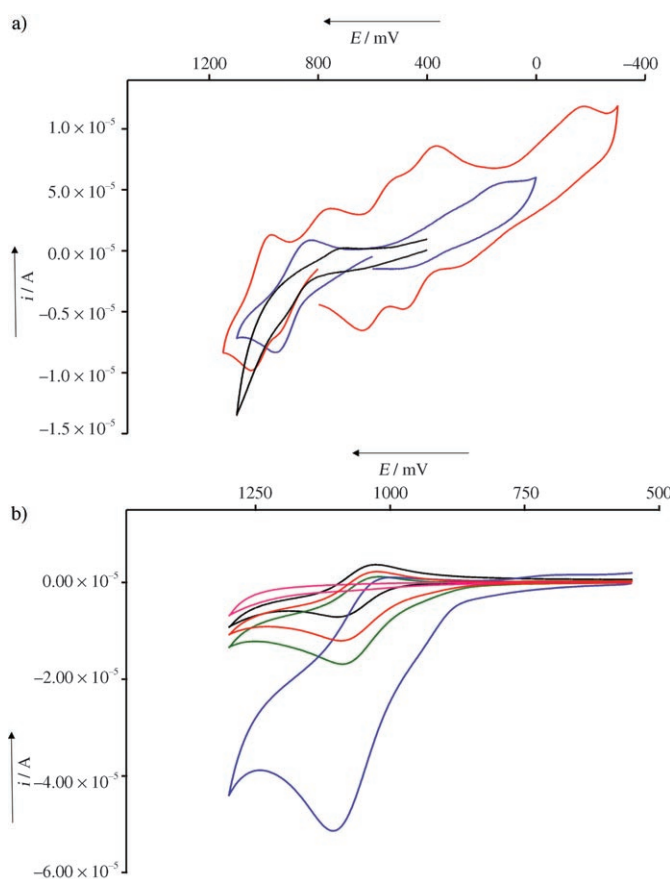 a)
E / mV
1200 800 400 0 –400
1.0 × 10⁻⁵
5.0 × 10⁻⁵
0.0 × 10⁻⁵
–0.5 × 10⁻⁵
–1.0 × 10⁻⁵
–1.5 × 10⁻⁵
i / A
E / mV
b)
1250 1000 750 500
0.00 × 10⁻⁵
–2.00 × 10⁻⁵
–4.00 × 10⁻⁵
–6.00 × 10⁻⁵
i / A